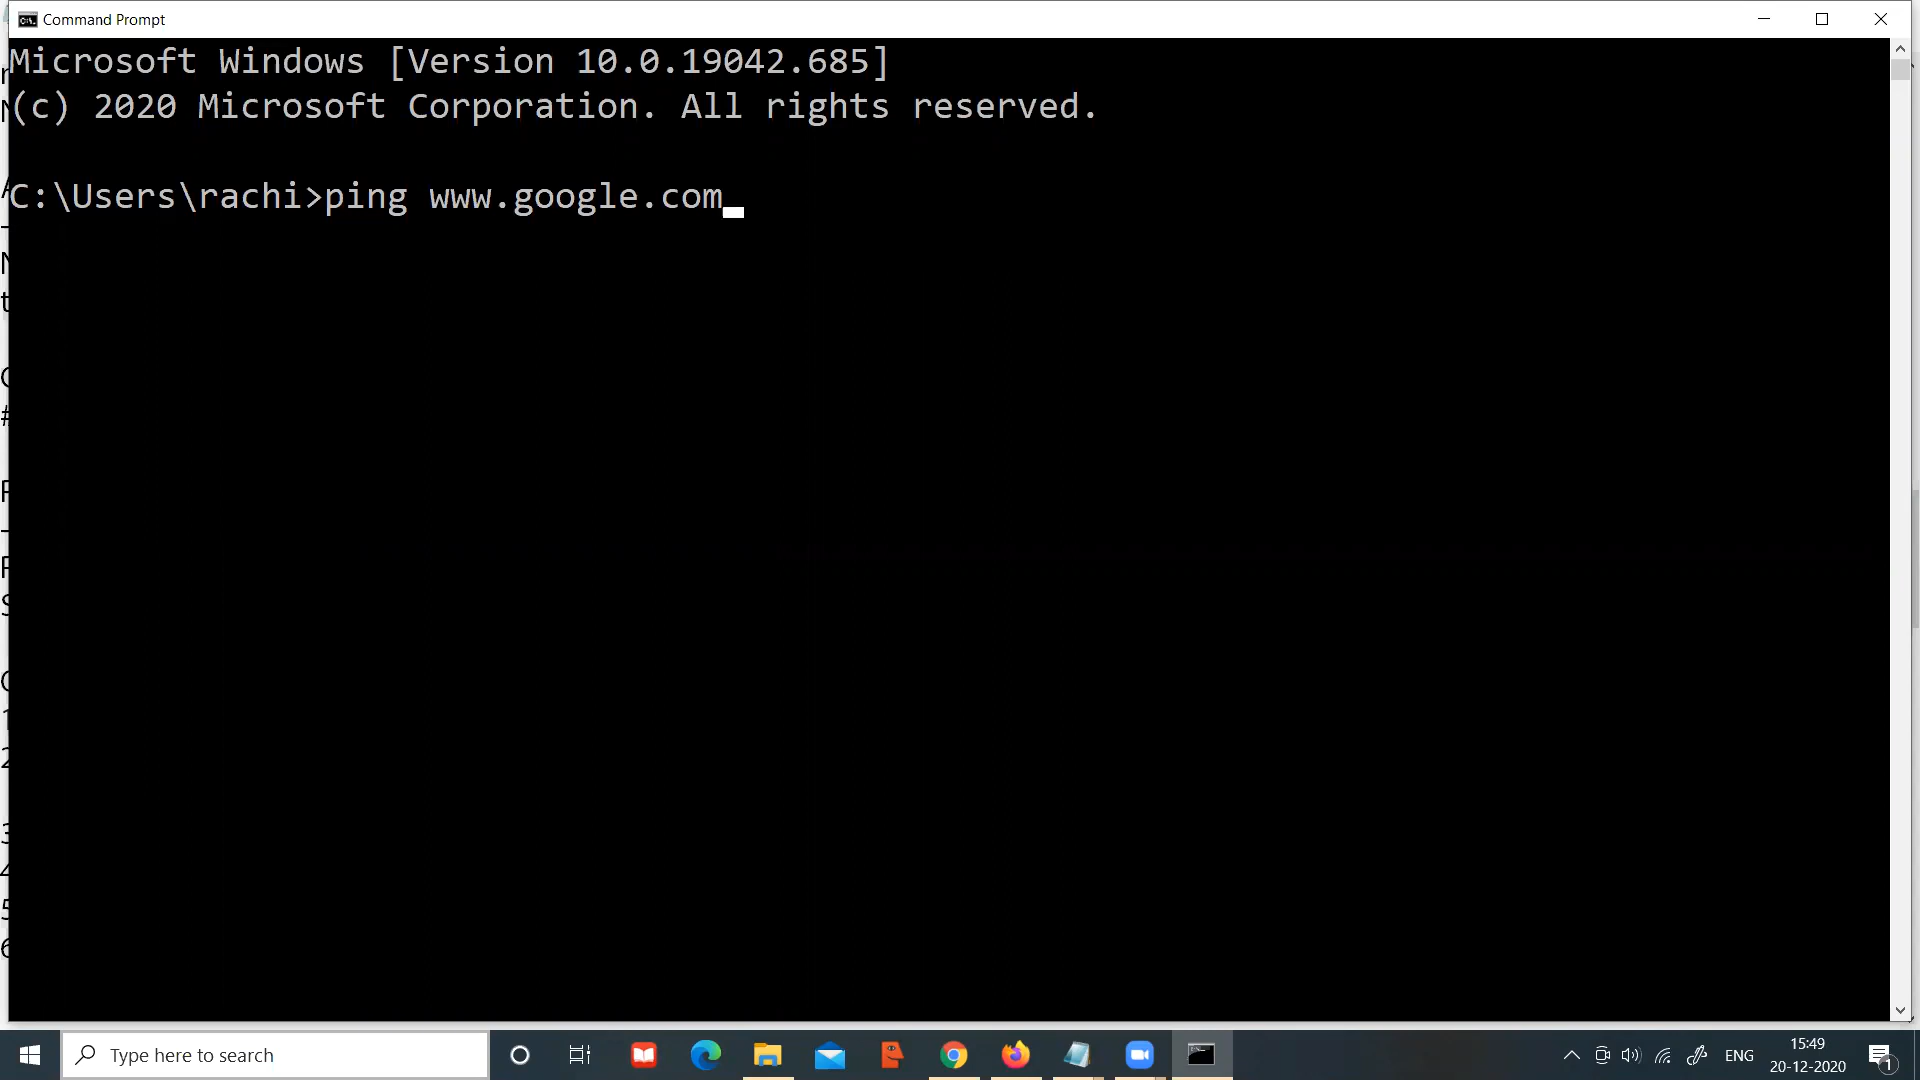 Command Prompt
Microsoft Windows [Version 10.0.19042.685]
(c) 2020 Microsoft Corporation. All rights reserved.
C:\Users\rachi>ping www.google.com
Type here to search
ENG
15:49
20-12-2020
1